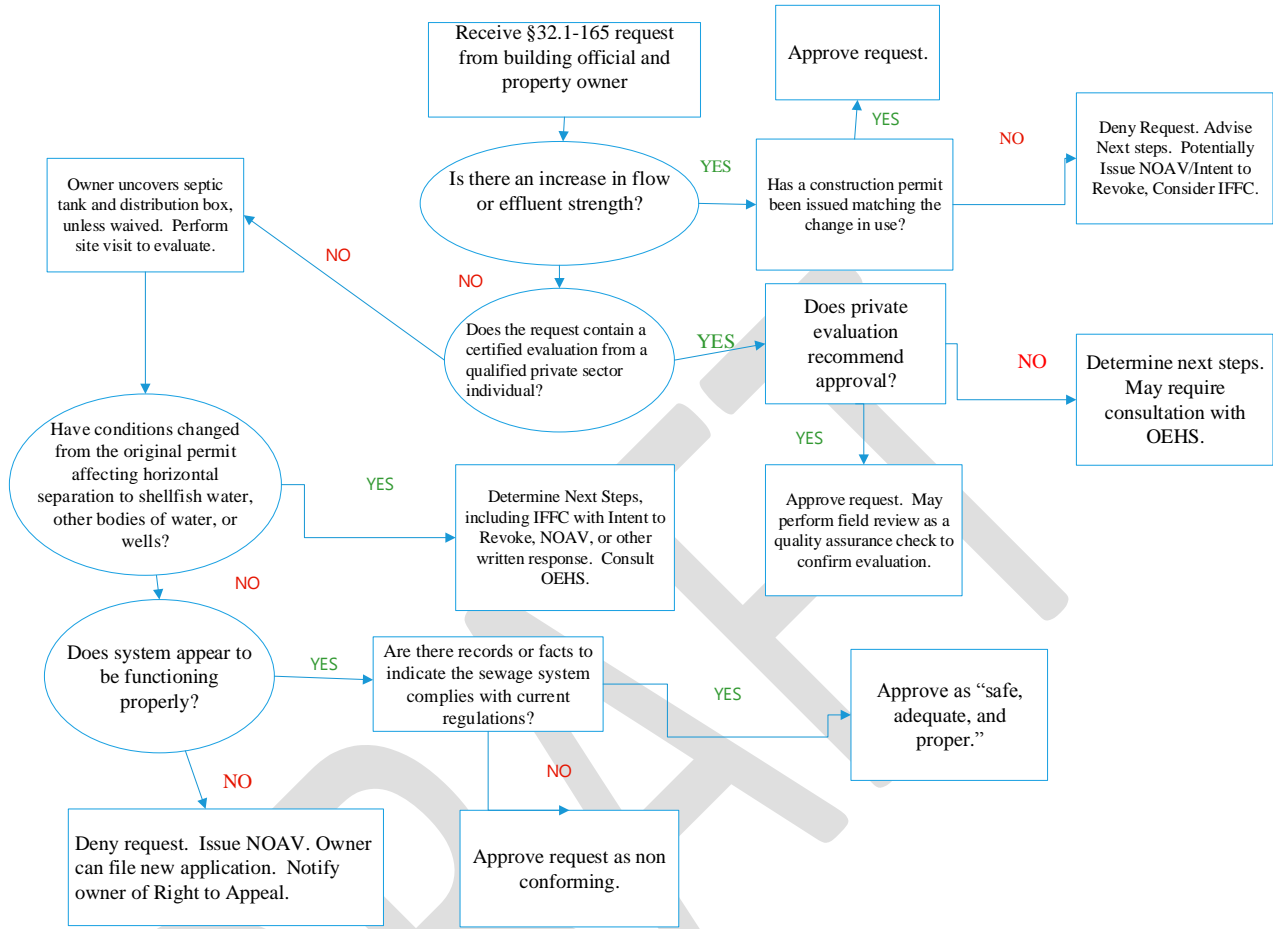 Receive §32.1-165 request
from building official and
property owner
Approve request.
YES
Is there an increase in flow
or effluent strength?
YES
Has a construction permit
been issued matching the
change in use?
NO
Deny Request. Advise
Next steps. Potentially
Issue NOAV/Intent to
Revoke, Consider IFFC.
Owner uncovers septic
tank and distribution box,
unless waived. Perform
site visit to evaluate.
NO
NO
Does the request contain a
certified evaluation from a
qualified private sector
individual?
YES
Does private
evaluation
recommend
approval?
NO
Determine next steps.
May require
consultation with
OEHS.
YES
Approve request. May
perform field review as a
quality assurance check to
confirm evaluation.
Have conditions changed
from the original permit
affecting horizontal
separation to shellfish water,
other bodies of water, or
wells?
YES
Determine Next Steps,
including IFFC with Intent to
Revoke, NOAV, or other
written response. Consult
OEHS.
NO
Does system appear to
be functioning
properly?
YES
Are there records or facts to
indicate the sewage system
complies with current
regulations?
YES
Approve as “safe,
adequate, and
proper.”
NO
Deny request. Issue NOAV. Owner
can file new application. Notify
owner of Right to Appeal.
NO
Approve request as non
conforming.
DRAFT